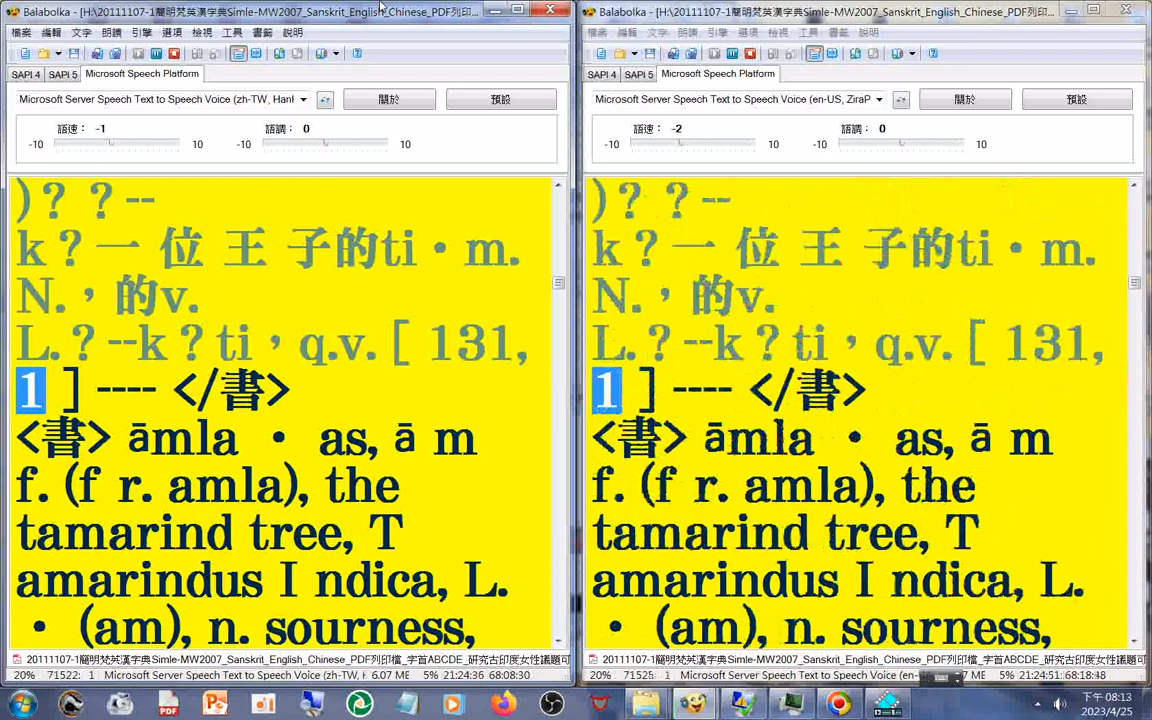 Balabolka - [H:\20111107-1簡明梵英漢字典Simle-MW2007_Sanskrit_English_Chinese_PDF列印...
檔案 編輯 文字 朗讀 引擎 選項 檢視 工具 書籤 說明
SAPI 4 SAPI 5 Microsoft Speech Platform
Microsoft Server Speech Text to Speech Voice (zh-TW, Hanl
關於 預設
語速： -1 語調： 0
-10 10 -10 10
)？ ？--
k？一 位 王 子的ti・m.
N.，的v.
L.？--k？ti，q.v. [ 131,
1 ] ---- </書>
<書> āmla ・ as, ā m
f. (f r. amla), the
tamarind tree, T
amarindus I ndica, L.
・ (am), n. sourness,
20111107-1簡明梵英漢字典Simle-MW2007_Sanskrit_English_Chinese_PDF列印檔_字首ABCDE_研究古印度女性議題可
20% 71522: 1 Microsoft Server Speech Text to Speech Voice (zh-TW, H 6.07 MB 5% 21:24:36 68:08:30
Balabolka - [H:\20111107-1簡明梵英漢字典Simle-MW2007_Sanskrit_English_Chinese_PDF列印...
檔案 編輯 文字 朗讀 引擎 選項 檢視 工具 書籤 說明
SAPI 4 SAPI 5 Microsoft Speech Platform
Microsoft Server Speech Text to Speech Voice (en-US, ZiraP
關於 預設
語速： -2 語調： 0
-10 10 -10 10
)？ ？--
k？一 位 王 子的ti・m.
N.，的v.
L.？--k？ti，q.v. [ 131,
1 ] ---- </書>
<書> āmla ・ as, ā m
f. (f r. amla), the
tamarind tree, T
amarindus I ndica, L.
・ (am), n. sourness,
20111107-1簡明梵英漢字典Simle-MW2007_Sanskrit_English_Chinese_PDF列印檔_字首ABCDE_研究古印度女性議題可
20% 71525: 1 Microsoft Server Speech Text to Speech Voice (en-US, 5% 21:24:51 68:18:48
下午 08:13
2023/4/25